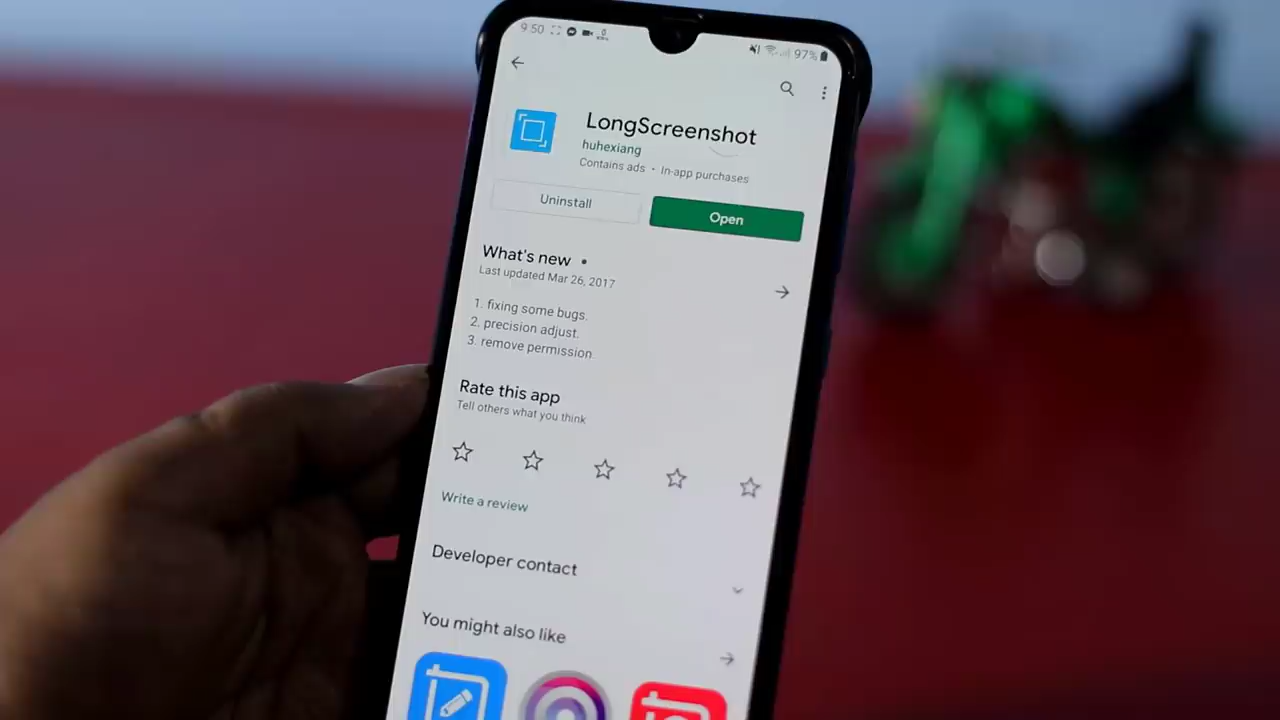 9:50
97%
LongScreenshot
huhexiang
Contains ads • In-app purchases
Uninstall
Open
What's new •
Last updated Mar 26, 2017
1. fixing some bugs.
2. precision adjust.
3. remove permission.
Rate this app
Tell others what you think
Write a review
Developer contact
You might also like